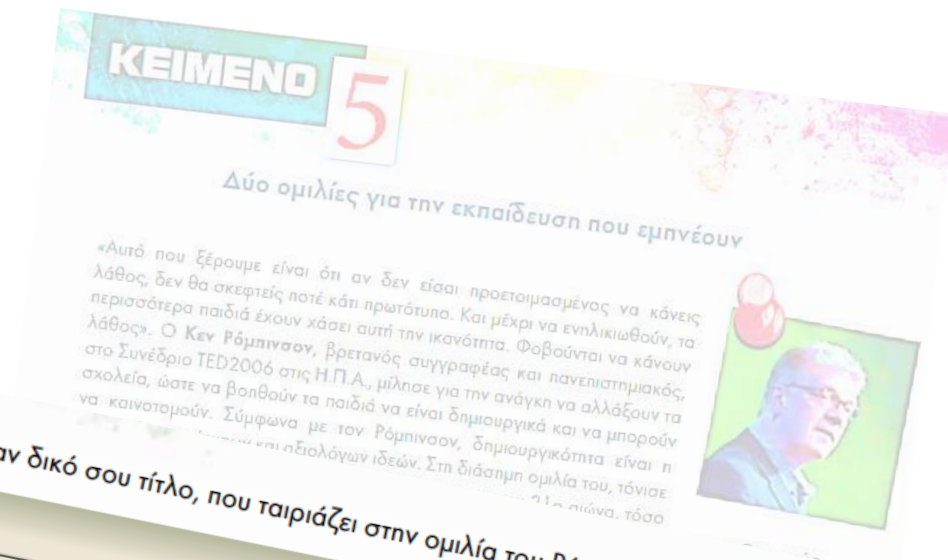 ΚΕΙΜΕΝΟ 5
Δύο ομιλίες για την εκπαίδευση που εμπνέουν
«Αυτό που ξέρουμε είναι ότι αν δεν είσαι προετοιμασμένος να κάνεις
λάθος, δεν θα σκεφτείς ποτέ κάτι πρωτότυπο. Και μέχρι να ενηλικιωθούν, τα
περισσότερα παιδιά έχουν χάσει αυτή την ικανότητα. Φοβούνται να κάνουν
λάθος». Ο Κεν Ρόμπινσον, βρετανός συγγραφέας και πανεπιστημιακός,
στο Συνέδριο TED2006 στις Η.Π.Α., μίλησε για την ανάγκη να αλλάξουν τα
σχολεία, ώστε να βοηθούν τα παιδιά να είναι δημιουργικά και να μπορούν
να καινοτομούν. Σύμφωνα με τον Ρόμπινσον, δημιουργικότητα είναι η
και αξιολόγων ιδεών. Στη διάσημη ομιλία του, τόνισε
21ο αιώνα, τόσο
δικό σου τίτλο, που ταιριάζει στην ομιλία του